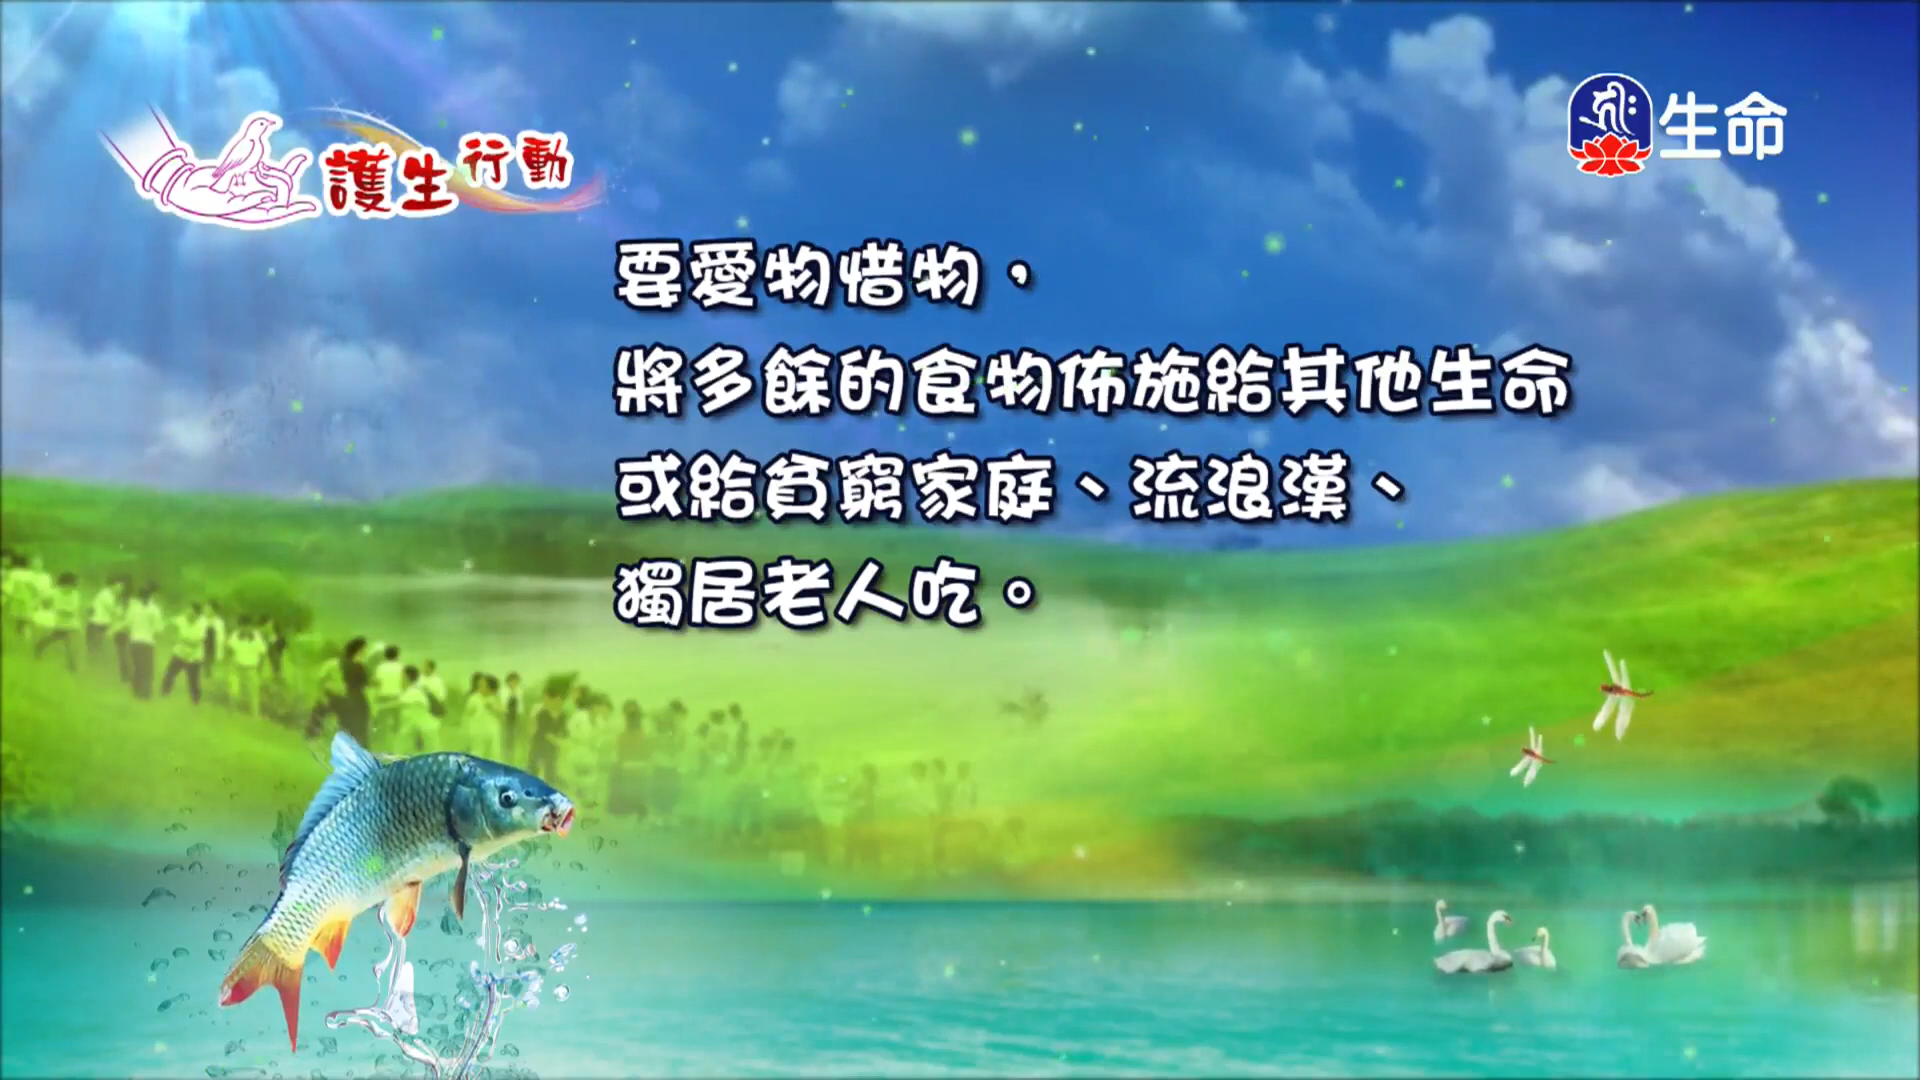 護生行動
生命
要愛物惜物，
將多餘的食物佈施給其他生命
或給貧窮家庭、流浪漢、
獨居老人吃。